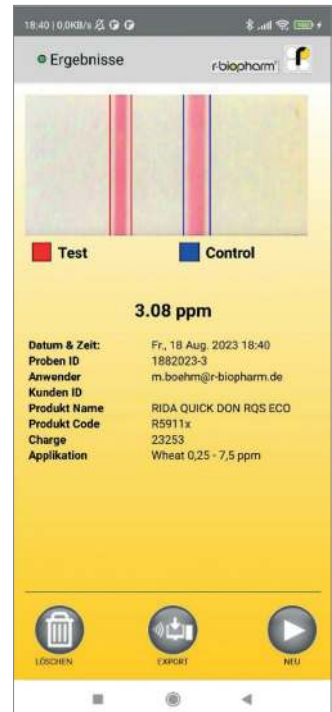 18:40 | 0,0KB/s
Ergebnisse
r-biopharm
Test Control
3.08 ppm
Datum & Zeit: Fr., 18 Aug. 2023 18:40
Proben ID 1882023-3
Anwender m.boehm@r-biopharm.de
Kunden ID
Produkt Name RIDA QUICK DON RQS ECO
Produkt Code R5911x
Charge 23253
Applikation Wheat 0,25 - 7,5 ppm
LÖSCHEN EXPORT NEU